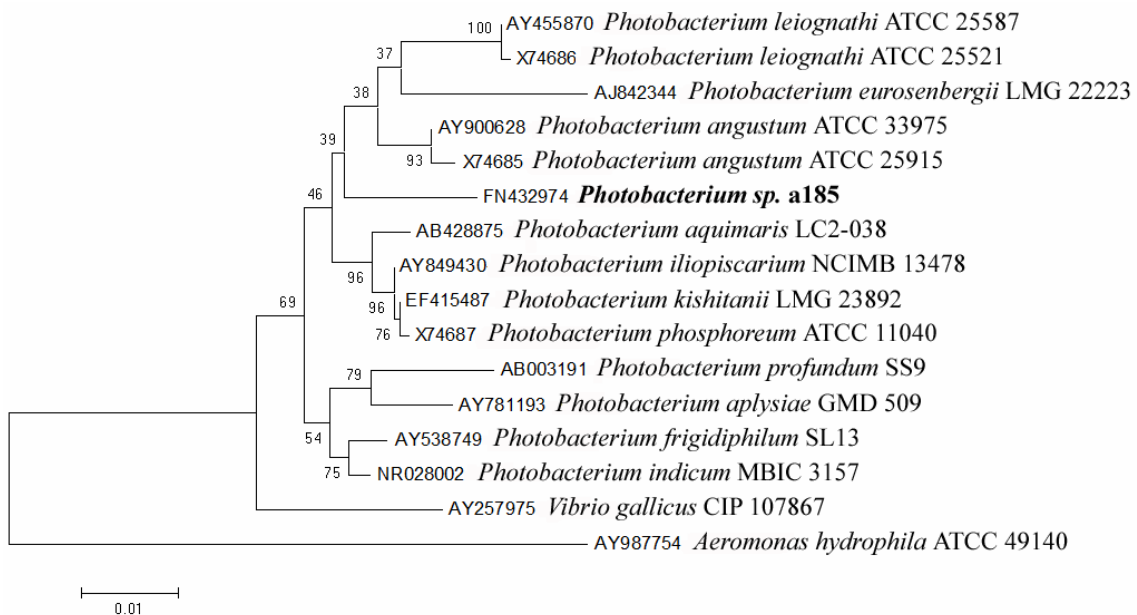 100 AY455870 Photobacterium leiognathi ATCC 25587
37 X74686 Photobacterium leiognathi ATCC 25521
38 AJ842344 Photobacterium eurosenbergii LMG 22223
39 AY900628 Photobacterium angustum ATCC 33975
93 X74685 Photobacterium angustum ATCC 25915
46 FN432974 Photobacterium sp. a185
AB428875 Photobacterium aquimaris LC2-038
96 AY849430 Photobacterium iliopiscarium NCIMB 13478
69 96 EF415487 Photobacterium kishitanii LMG 23892
76 X74687 Photobacterium phosphoreum ATCC 11040
79 AB003191 Photobacterium profundum SS9
AY781193 Photobacterium aplysiae GMD 509
54 AY538749 Photobacterium frigidiphilum SL13
75 NR028002 Photobacterium indicum MBIC 3157
AY257975 Vibrio gallicus CIP 107867
AY987754 Aeromonas hydrophila ATCC 49140
0.01